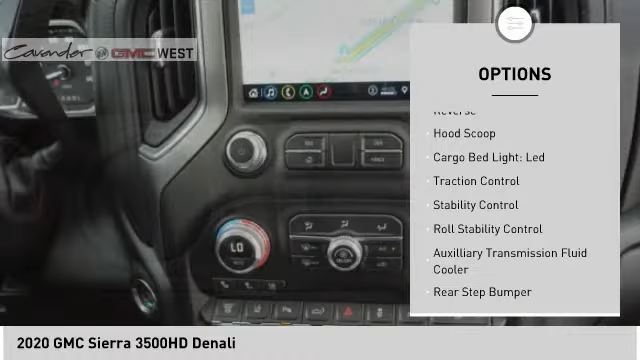 Cavender GMC WEST
OPTIONS
Reverse
Hood Scoop
Cargo Bed Light: Led
Traction Control
Stability Control
Roll Stability Control
Auxilliary Transmission Fluid
Cooler
Rear Step Bumper
LO
2020 GMC Sierra 3500HD Denali